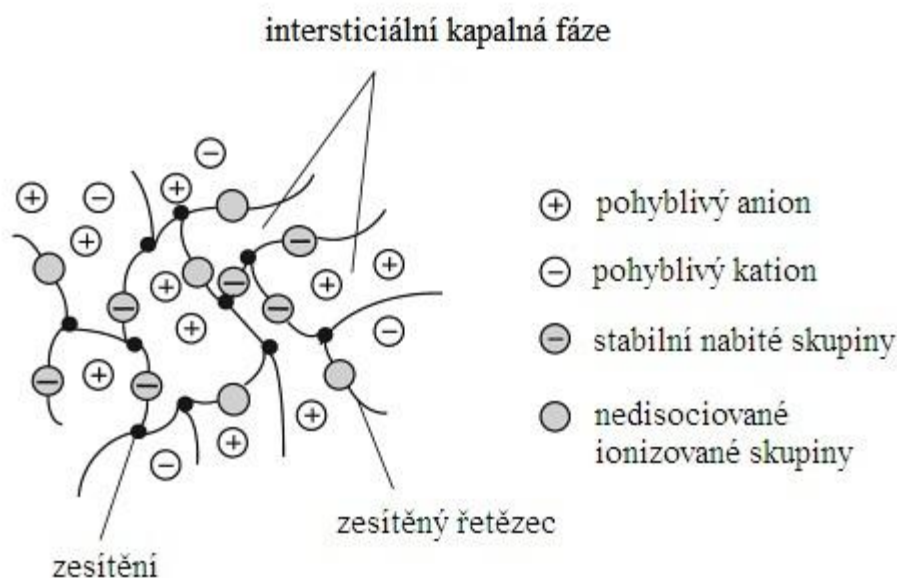 intersticiální kapalná fáze
pohyblivý anion
pohyblivý kation
stabilní nabité skupiny
nedisociované
ionizované skupiny
zesítěný řetězec
zesítění